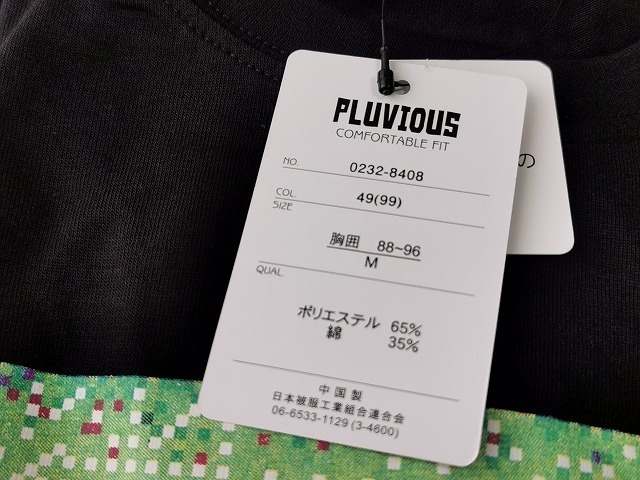 PLUVIOUS
COMFORTABLE FIT
NO. 0232-8408
COL. 49(99)
SIZE
胸囲 88~96
M
QUAL.
ポリエステル 65%
綿 35%
中国製
日本被服工業組合連合会
06-6533-1129 (3-4600)
の